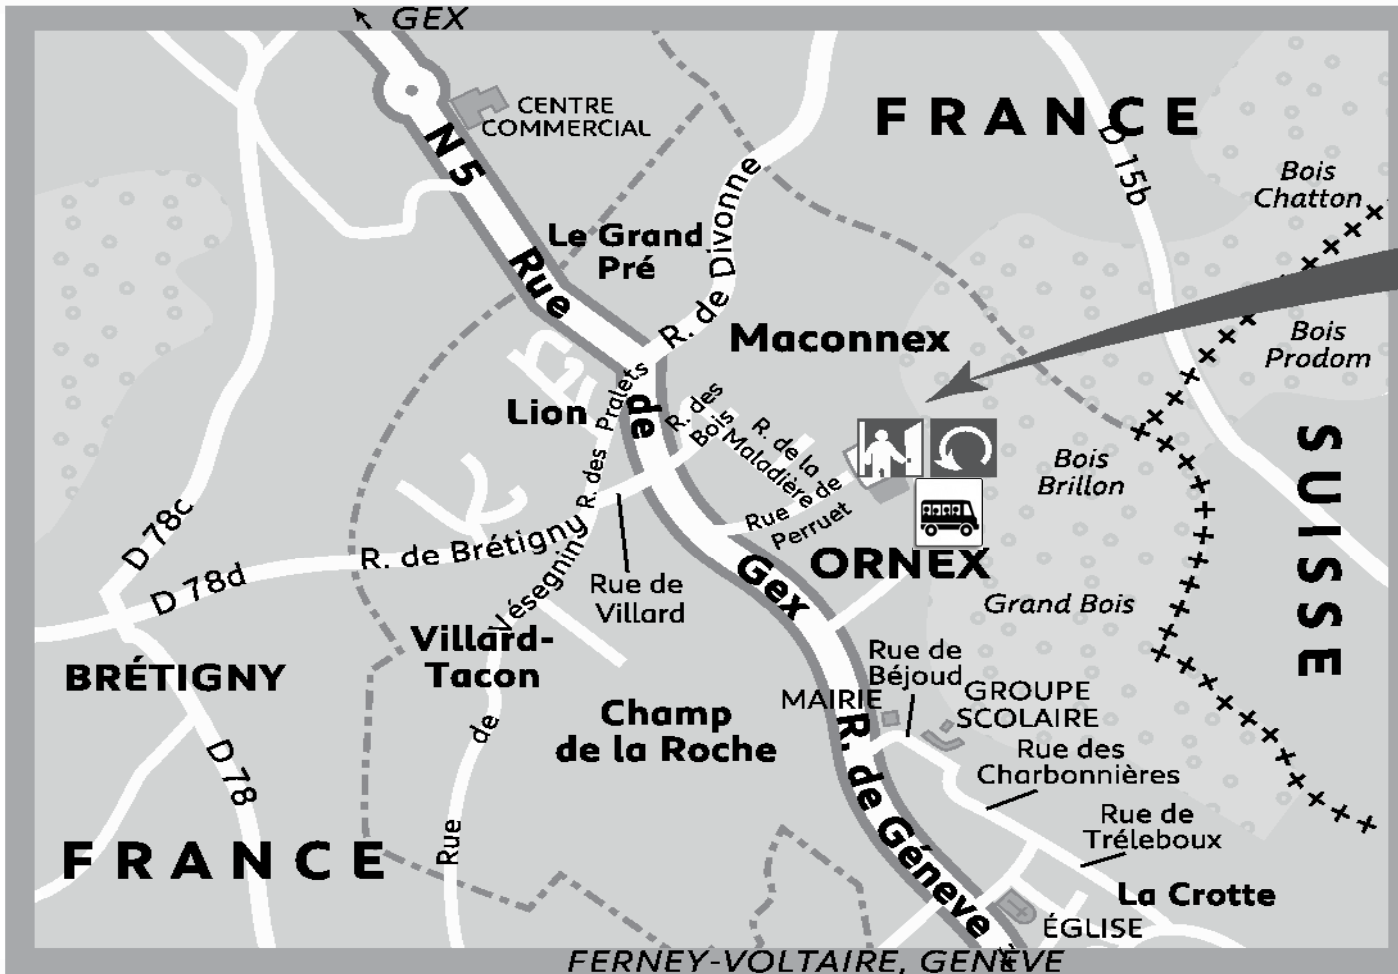 GEX
CENTRE
COMMERCIAL
FRANCE
N 5
D 15b
Bois
Chatton
Le Grand
Pré
Rue
R. de Divonne
Maconnex
Bois
Prodom
Lion
R. des Pralets
de
R. des
Bois
R. de la
Maladière
Bois
Brillon
SUISSE
D 78c
R. de Brétigny
Rue de
Perruet
ORNEX
D 78d
Rue de
Villard
Gex
Grand Bois
Rue de Vésegnin
Villard-
Tacon
BRÉTIGNY
Rue de
Béjoud
MAIRIE
GROUPE
SCOLAIRE
Champ
de la Roche
Rue des
Charbonnières
D 78
R. de Géneve
Rue de
Tréleboux
FRANCE
La Crotte
ÉGLISE
FERNEY-VOLTAIRE, GENÈVE